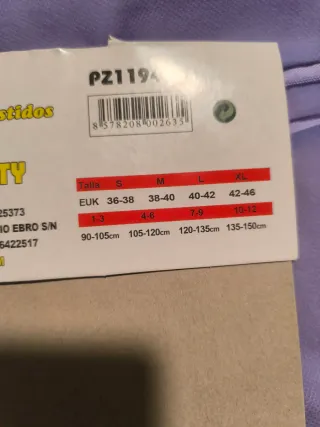 PZ1194
stidos
8 578208 002635
TY
Talla S M L XL
EUK 36-38 38-40 40-42 42-46
1-3 4-6 7-9 10-12
90-105cm 105-120cm 120-135cm 135-150cm
25373
IO EBRO S/N
6422517